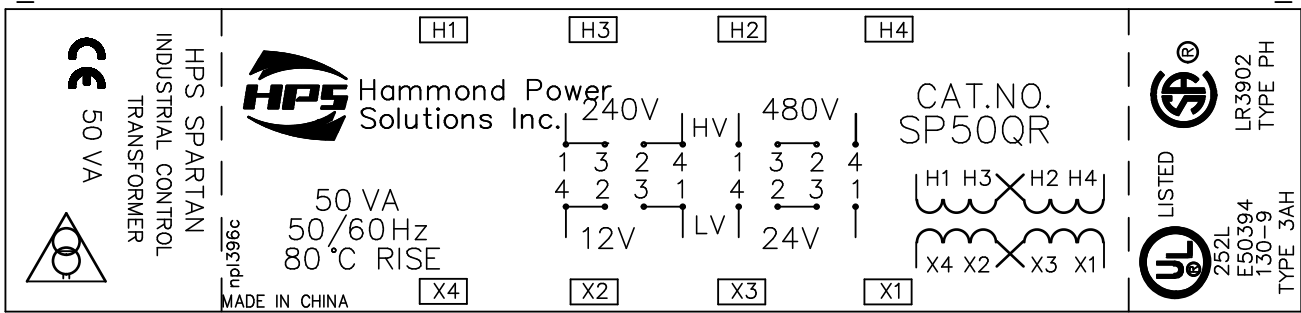 H1 H3 H2 H4
HPS SPARTAN
INDUSTRIAL CONTROL
TRANSFORMER
CE 50 VA
HPS
Hammond Power
Solutions Inc.
50 VA
50/60Hz
80°C RISE
npl396c
MADE IN CHINA
240V HV 480V
1 3 2 4 1 3 2 4
4 2 3 1 4 2 3 1
12V LV 24V
CAT.NO.
SP50QR
H1 H3 H2 H4
X4 X2 X3 X1
X4 X2 X3 X1
SA ®
LR3902
TYPE PH
UL ® LISTED
252L
E50394
130-9
TYPE 3AH